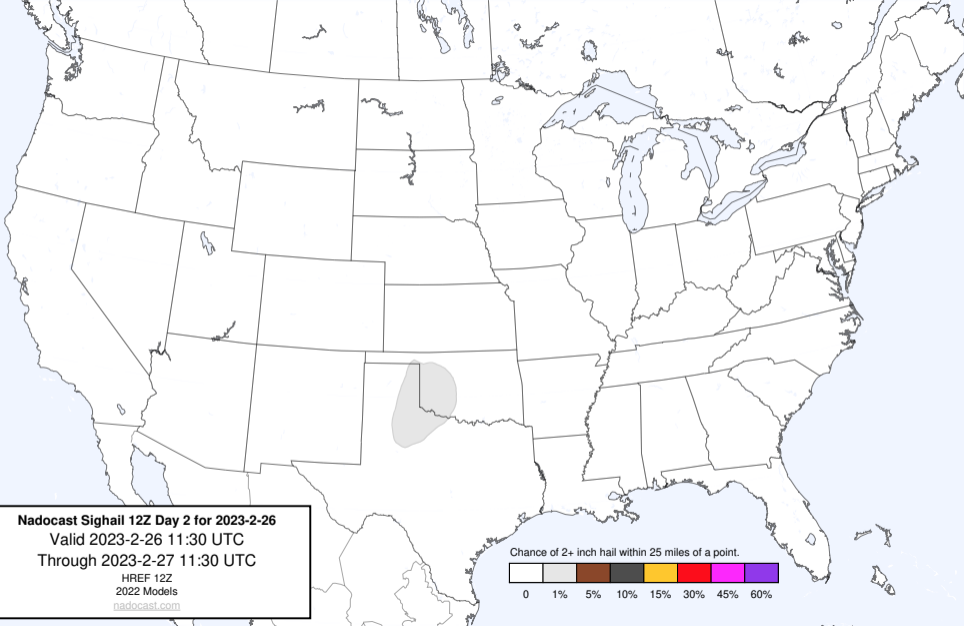 Nadocast Sighail 12Z Day 2 for 2023-2-26
Valid 2023-2-26 11:30 UTC
Through 2023-2-27 11:30 UTC
HREF 12Z
2022 Models
nadocast.com
Chance of 2+ inch hail within 25 miles of a point.
0 1% 5% 10% 15% 30% 45% 60%